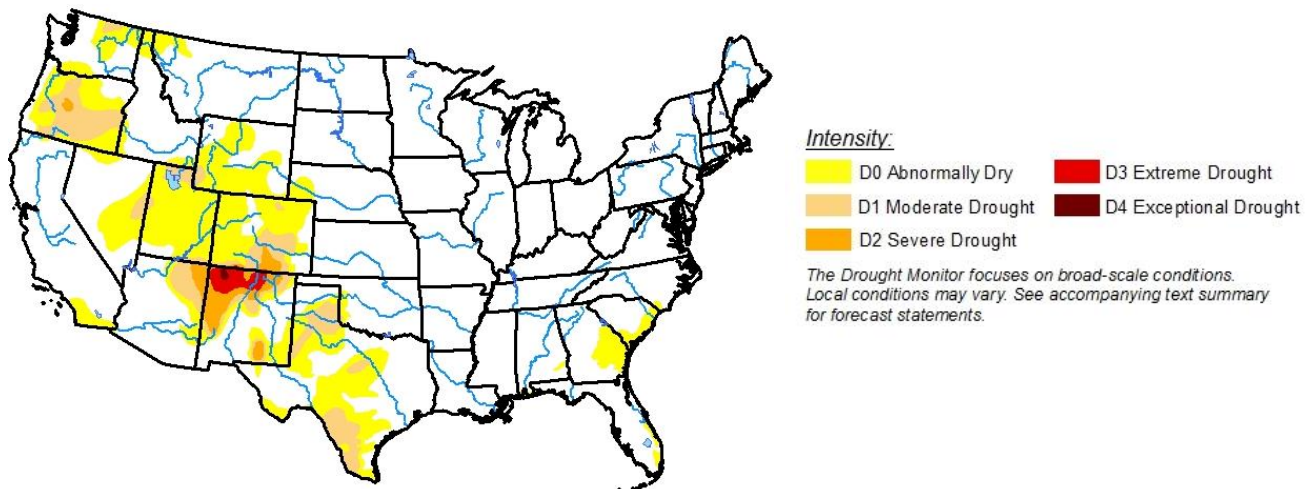 Intensity:
D0 Abnormally Dry
D1 Moderate Drought
D2 Severe Drought
D3 Extreme Drought
D4 Exceptional Drought
The Drought Monitor focuses on broad-scale conditions.
Local conditions may vary. See accompanying text summary
for forecast statements.